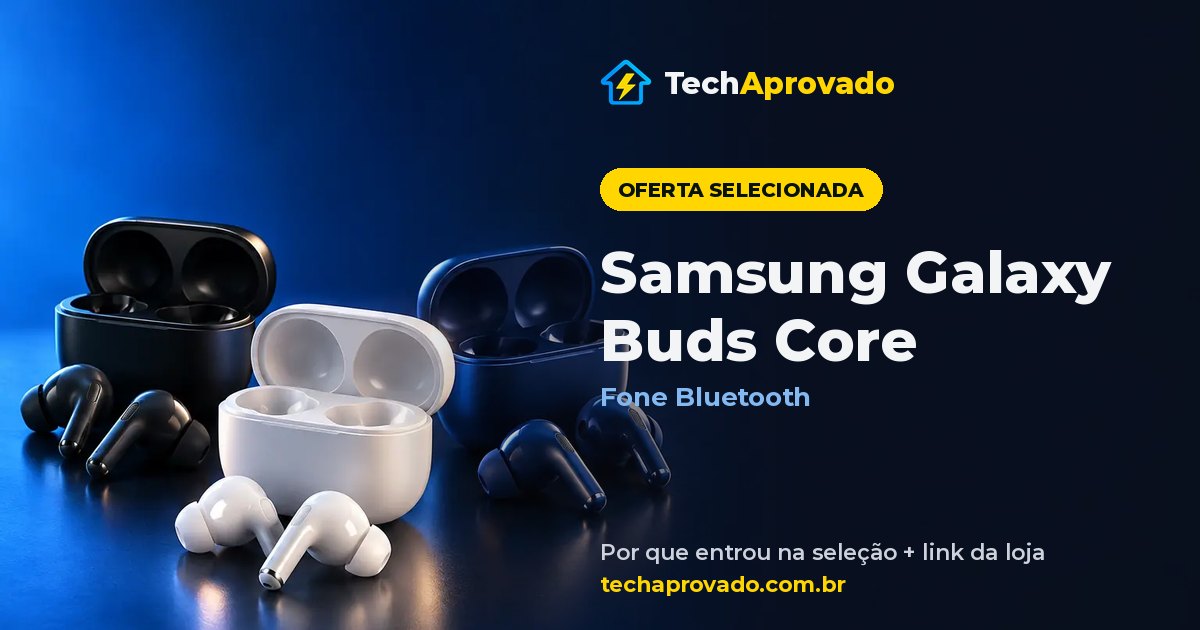 TechAprovado
OFERTA SELECIONADA
Samsung Galaxy
Buds Core
Fone Bluetooth
Por que entrou na seleção + link da loja
techaprovado.com.br